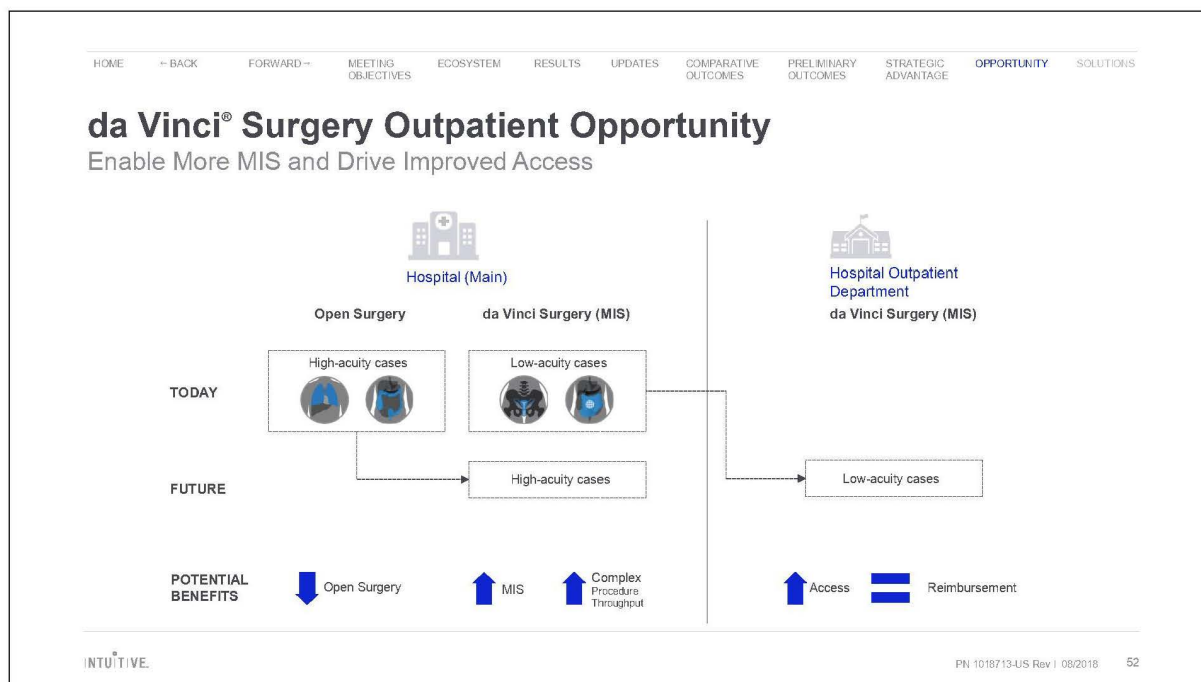 HOME ← BACK FORWARD → MEETING OBJECTIVES ECOSYSTEM RESULTS UPDATES COMPARATIVE OUTCOMES PRELIMINARY OUTCOMES STRATEGIC ADVANTAGE OPPORTUNITY SOLUTIONS
da Vinci® Surgery Outpatient Opportunity
Enable More MIS and Drive Improved Access
Hospital (Main)
Hospital Outpatient
Department
Open Surgery
da Vinci Surgery (MIS)
da Vinci Surgery (MIS)
TODAY
High-acuity cases
Low-acuity cases
FUTURE
High-acuity cases
Low-acuity cases
POTENTIAL
BENEFITS
Open Surgery
MIS
Complex
Procedure
Throughput
Access
Reimbursement
INTUITIVE.
PN 1018713-US Rev I 08/2018 52